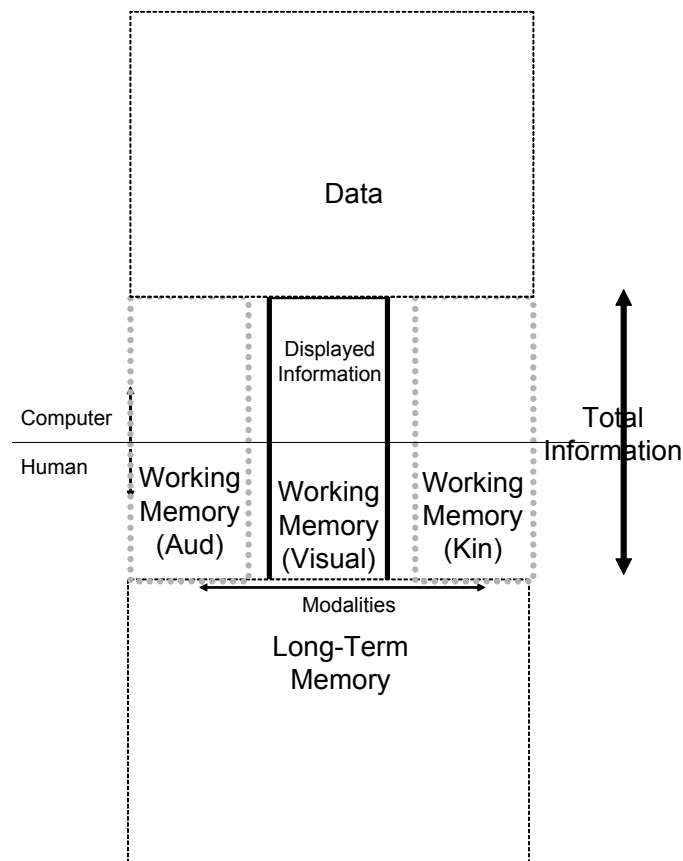 Data
Displayed
Information
Computer
Human
Total
Information
Working
Memory
(Aud)
Working
Memory
(Visual)
Working
Memory
(Kin)
Modalities
Long-Term
Memory